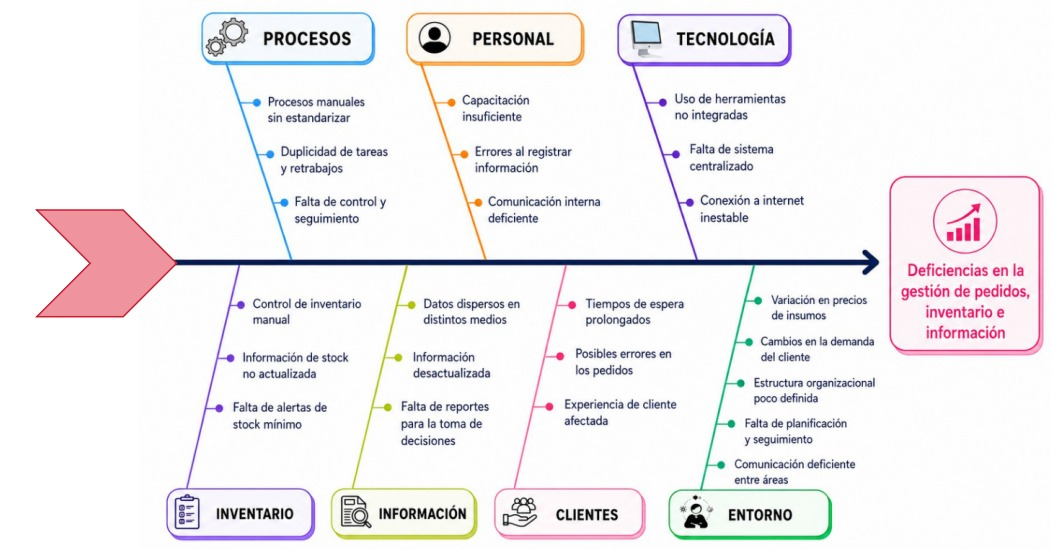 PROCESOS
Procesos manuales
sin estandarizar
Duplicidad de tareas
y retrabajos
Falta de control y
seguimiento
PERSONAL
Capacitación
insuficiente
Errores al registrar
información
Comunicación interna
deficiente
TECNOLOGÍA
Uso de herramientas
no integradas
Falta de sistema
centralizado
Conexión a internet
inestable
Deficiencias en la
gestión de pedidos,
inventario e
información
Control de inventario
manual
Información de stock
no actualizada
Falta de alertas de
stock mínimo
INVENTARIO
Datos dispersos en
distintos medios
Información
desactualizada
Falta de reportes
para la toma de
decisiones
INFORMACIÓN
Tiempos de espera
prolongados
Posibles errores en
los pedidos
Experiencia de cliente
afectada
CLIENTES
Variación en precios
de insumos
Cambios en la demanda
del cliente
Estructura organizacional
poco definida
Falta de planificación
y seguimiento
Comunicación deficiente
entre áreas
ENTORNO